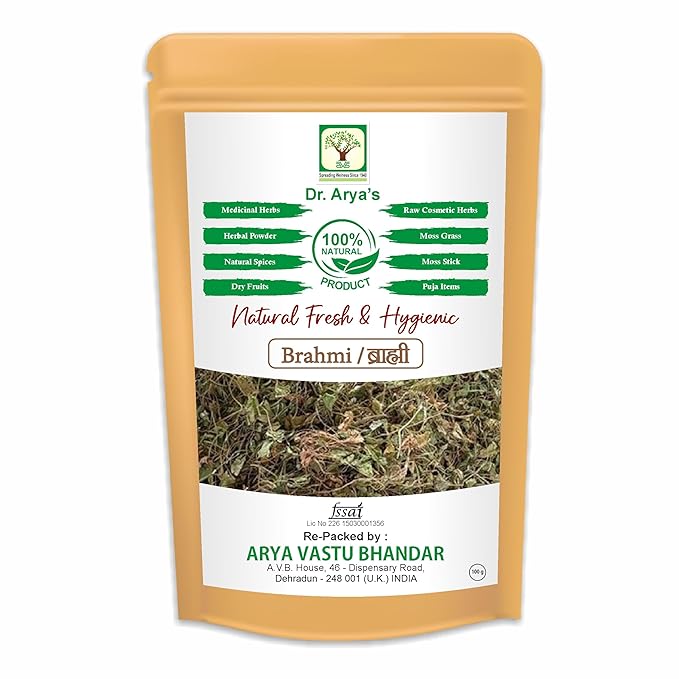 Spreading Wellness Since 1940
Dr. Arya's
Medicinal Herbs
Herbal Powder
Natural Spices
Dry Fruits
100%
NATURAL
PRODUCT
Raw Cosmetic Herbs
Moss Grass
Moss Stick
Puja Items
Natural Fresh & Hygienic
Brahmi / ब्राह्मी
fssai
Lic No 226 15030001356
Re-Packed by :
ARYA VASTU BHANDAR
A.V.B. House, 46 - Dispensary Road,
Dehradun - 248 001 (U.K.) INDIA
100 g